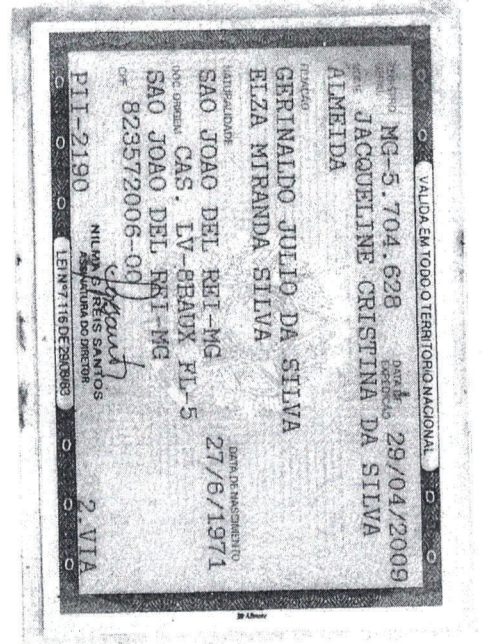 VALIDA EM TODO O TERRITORIO NACIONAL
REGISTRO GERAL MG-5.704.628 DATA DE EXPEDIÇÃO 29/04/2009
NOME JACQUELINE CRISTINA DA SILVA
ALMEIDA
FILIAÇÃO
GERINALDO JULIO DA SILVA
ELZA MIRANDA SILVA
NATURALIDADE DATA DE NASCIMENTO
SAO JOAO DEL REI-MG 27/6/1971
DOC ORIGEM CAS. LV-8BAUX FL-5
SAO JOAO DEL REI-MG
CPF 823572006-00
PII-2190 2.VIA
NILMA G REIS SANTOS
ASSINATURA DO DIRETOR
LEI Nº 7.116 DE 29/08/83